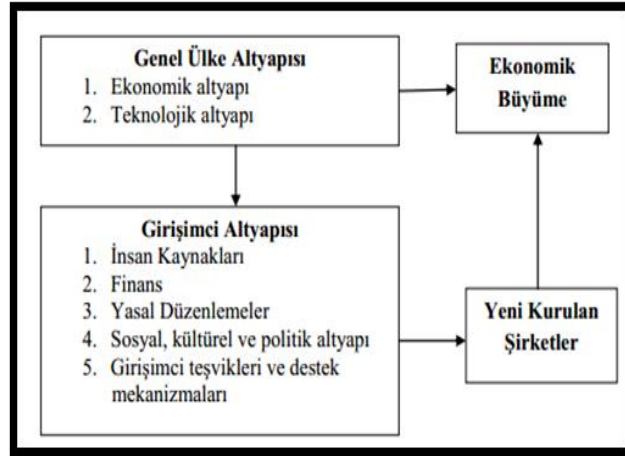 Genel Ülke Altyapısı
1. Ekonomik altyapı
2. Teknolojik altyapı
Ekonomik
Büyüme
Girişimci Altyapısı
1. İnsan Kaynakları
2. Finans
3. Yasal Düzenlemeler
4. Sosyal, kültürel ve politik altyapı
5. Girişimci teşvikleri ve destek
mekanizmaları
Yeni Kurulan
Şirketler